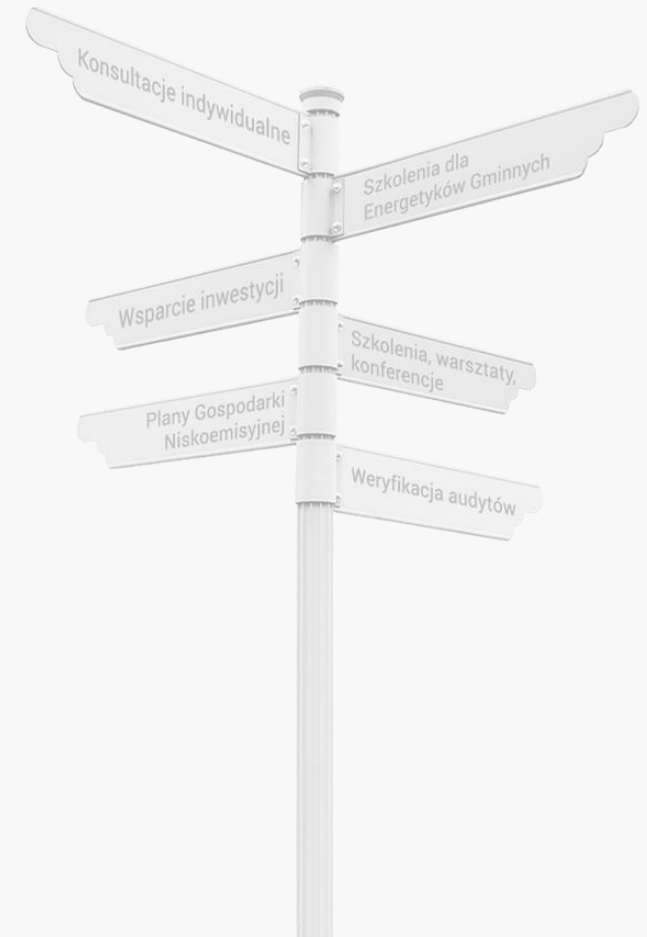 Konsultacje indywidualne
Szkolenia dla
Energetyków Gminnych
Wsparcie inwestycji
Szkolenia, warsztaty,
konferencje
Plany Gospodarki
Niskoemisyjnej
Weryfikacja audytów